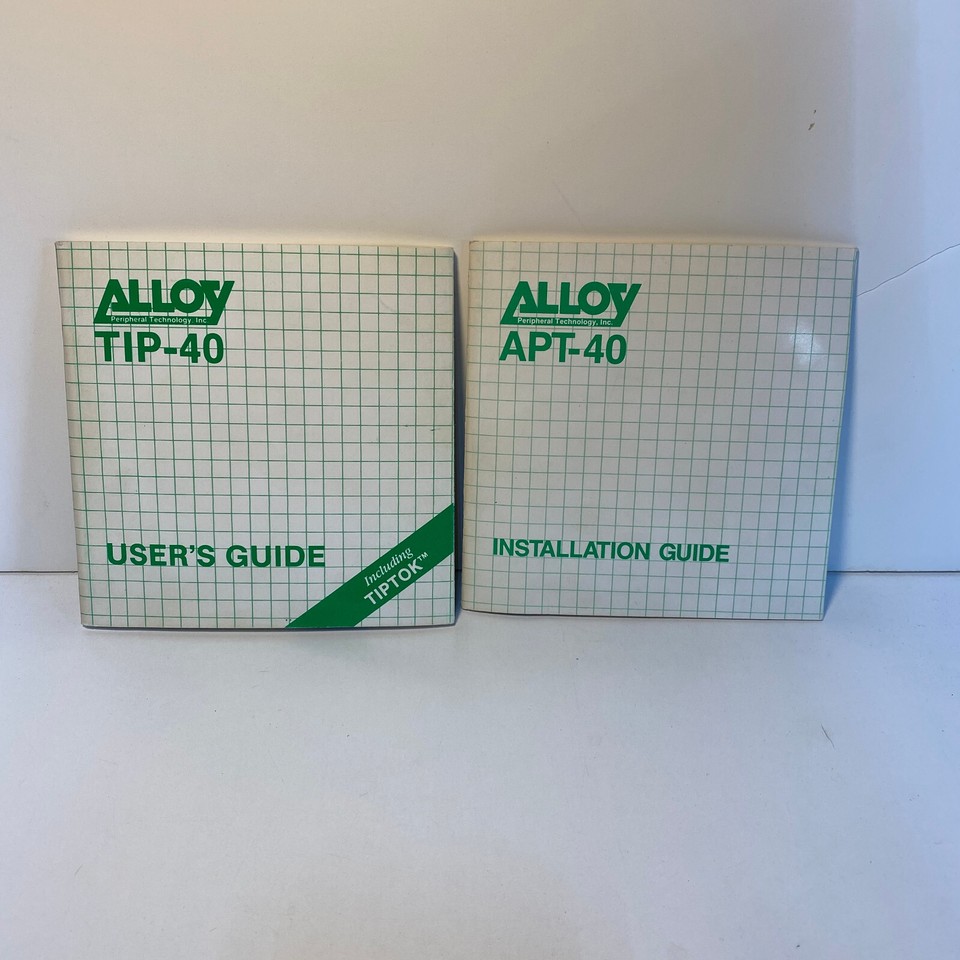 ALLOY
Peripheral Technology, Inc.
TIP-40
USER'S GUIDE
Including
TIPTOK™
ALLOY
Peripheral Technology, Inc.
APT-40
INSTALLATION GUIDE